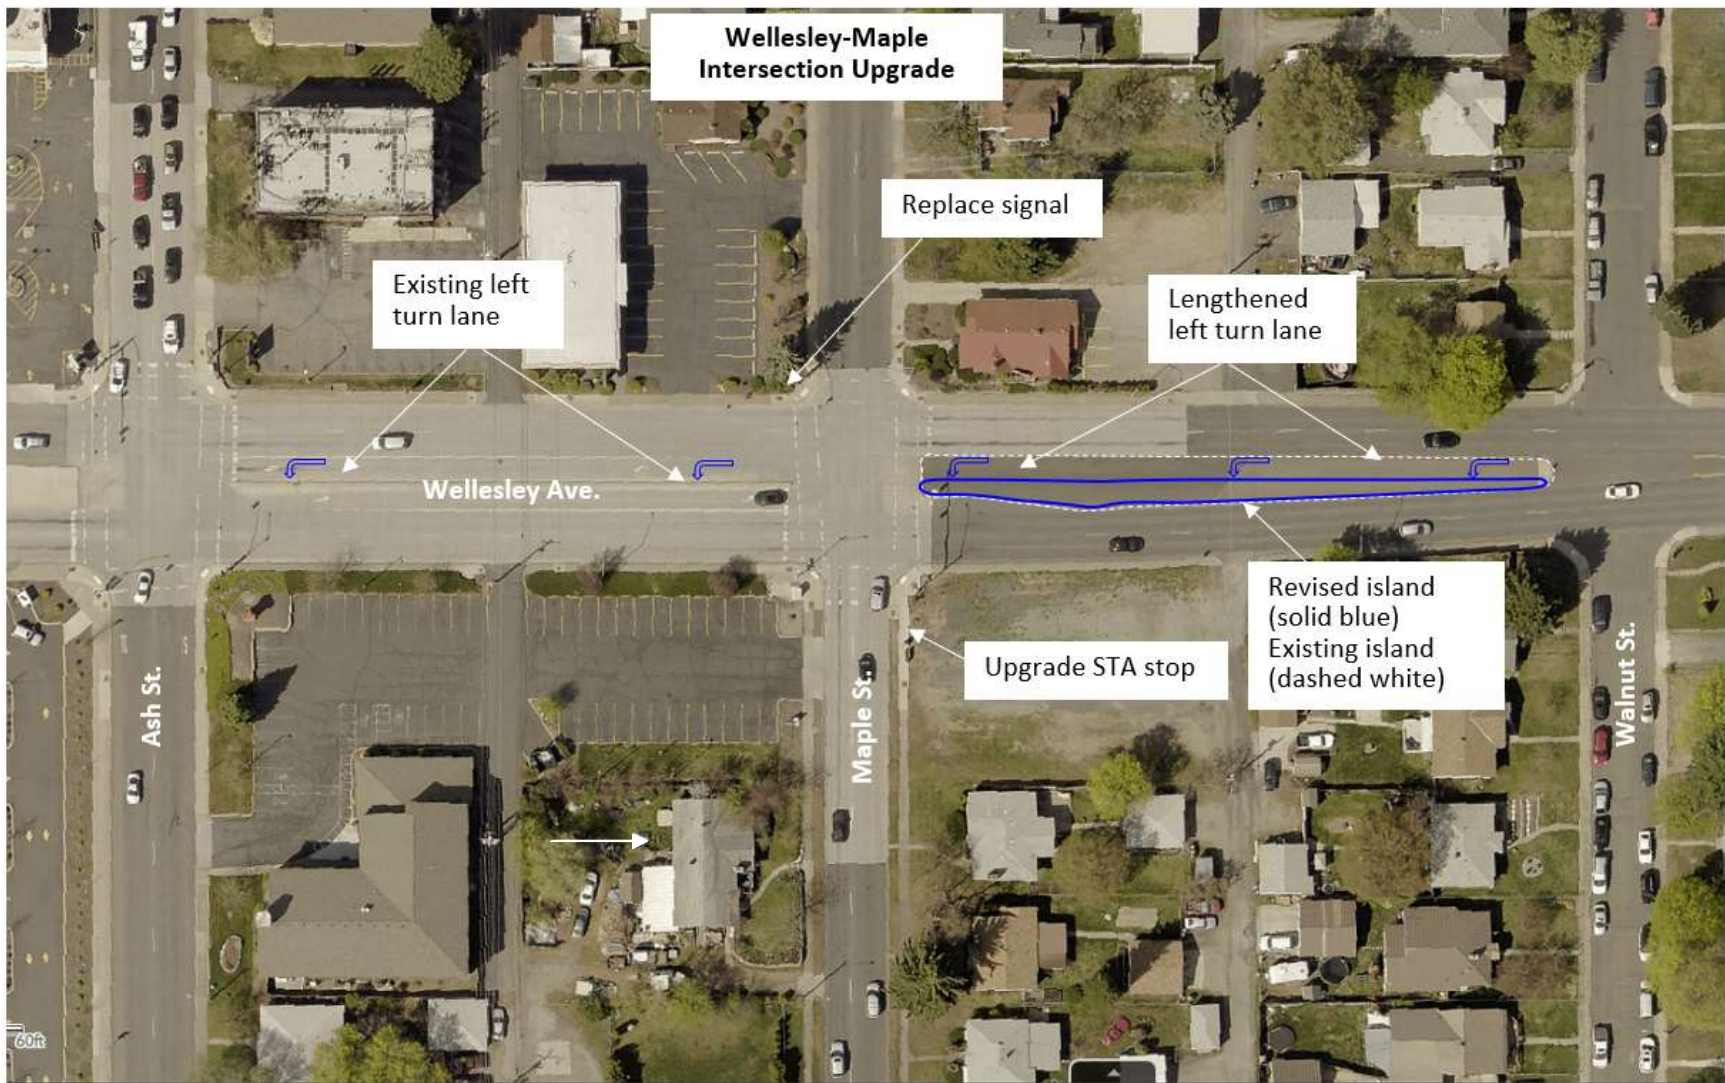 Wellesley-Maple
Intersection Upgrade
Replace signal
Existing left
turn lane
Lengthened
left turn lane
Wellesley Ave.
Revised island
(solid blue)
Existing island
(dashed white)
Upgrade STA stop
Ash St.
Maple St.
Walnut St.
60ft